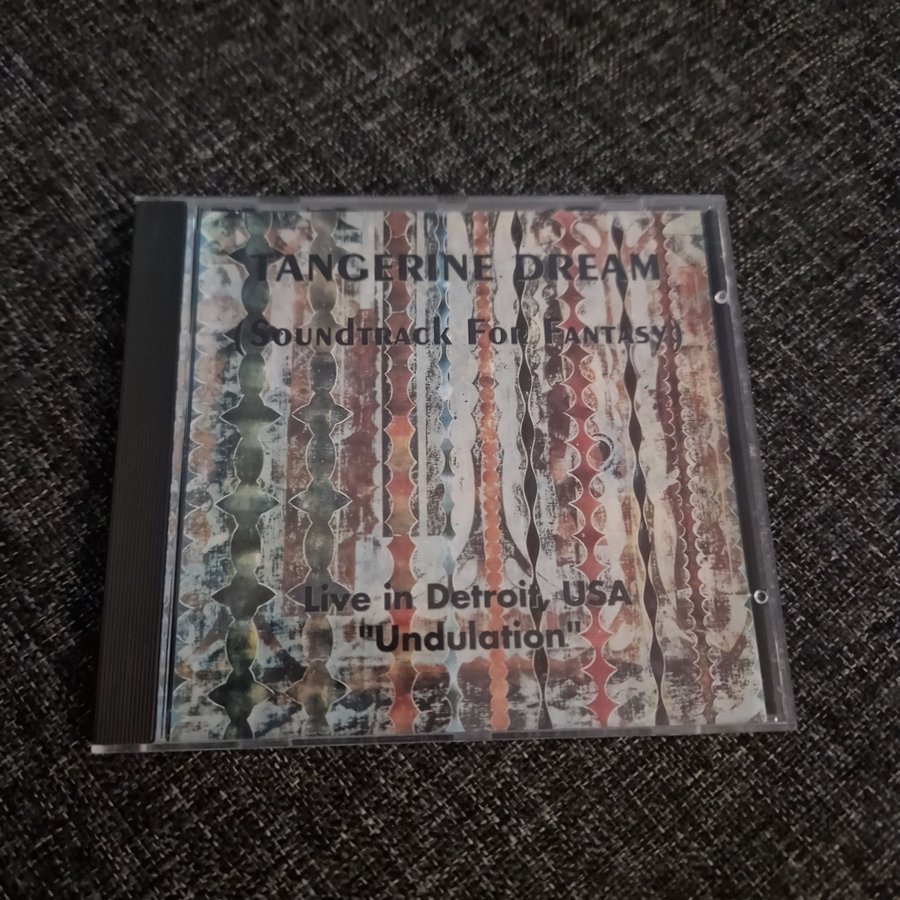 TANGERINE DREAM
(SOUNDTRACK FOR FANTASY)
Live in Detroit, USA
"Undulation"